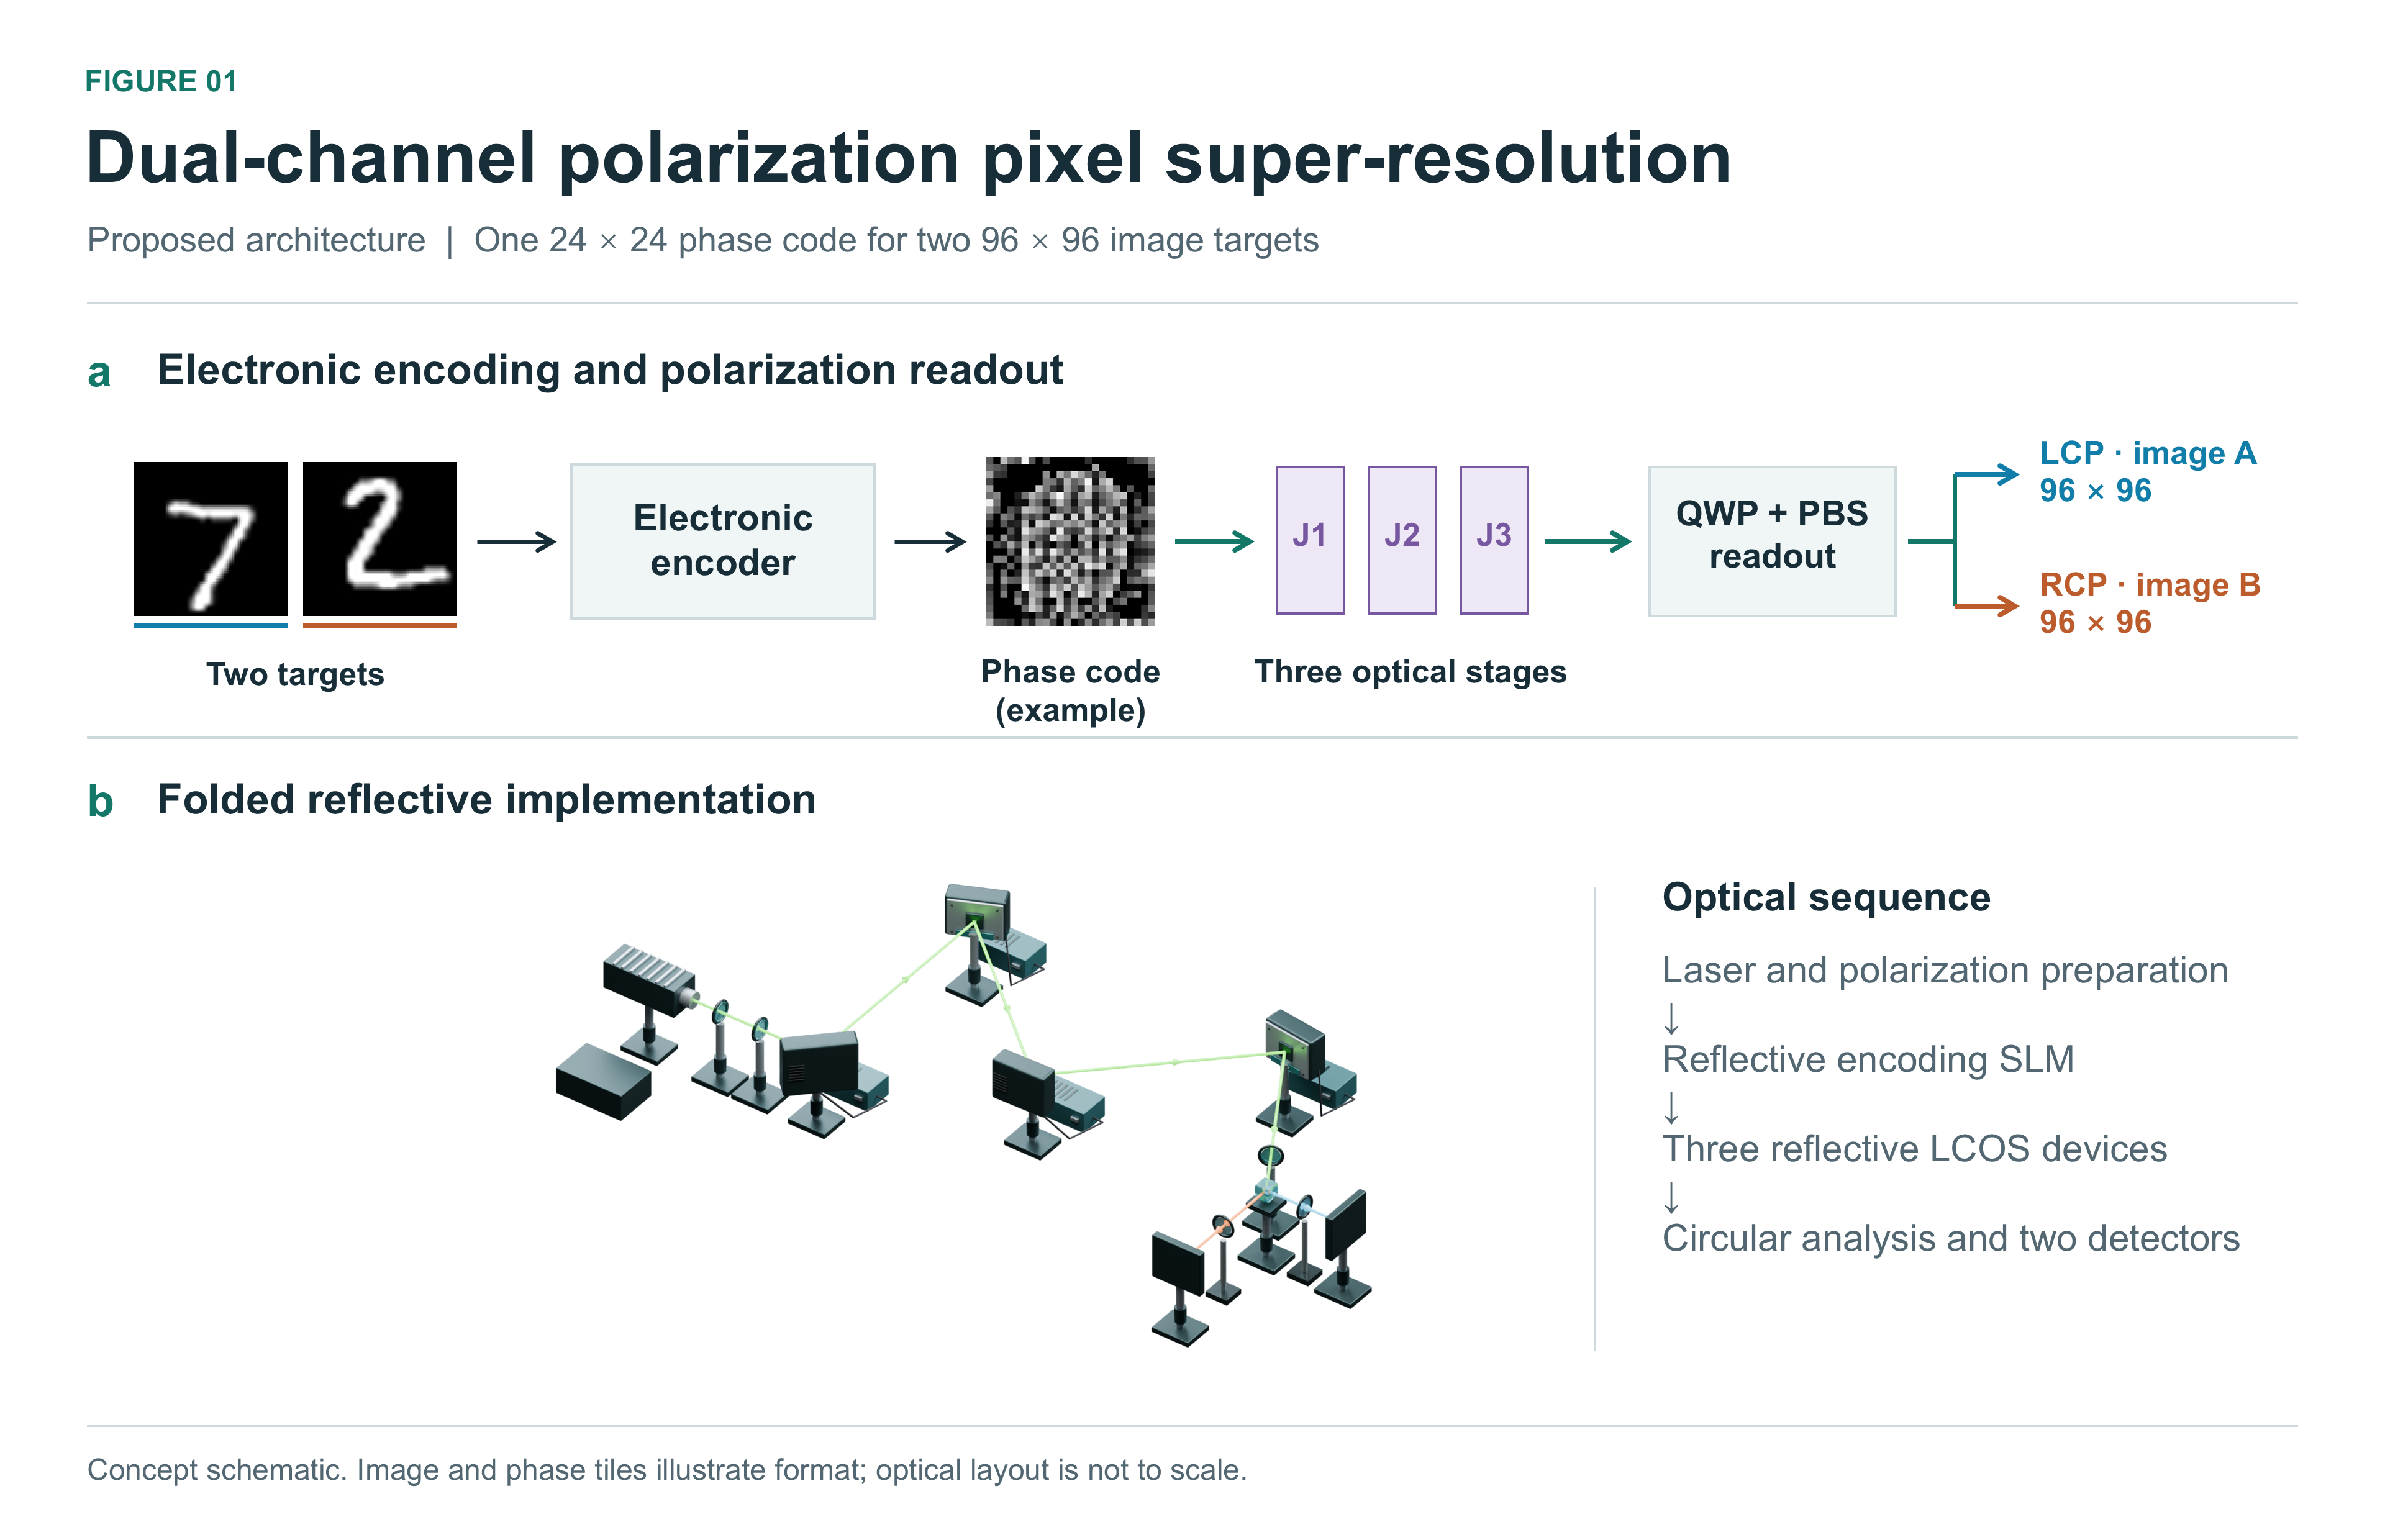 FIGURE 01
Dual-channel polarization pixel super-resolution
Proposed architecture | One 24 × 24 phase code for two 96 × 96 image targets
a Electronic encoding and polarization readout
7 2
Electronic
encoder
J1 J2 J3
QWP + PBS
readout
LCP · image A
96 × 96
RCP · image B
96 × 96
Two targets
Phase code
(example)
Three optical stages
b Folded reflective implementation
Optical sequence
Laser and polarization preparation
↓
Reflective encoding SLM
↓
Three reflective LCOS devices
↓
Circular analysis and two detectors
Concept schematic. Image and phase tiles illustrate format; optical layout is not to scale.